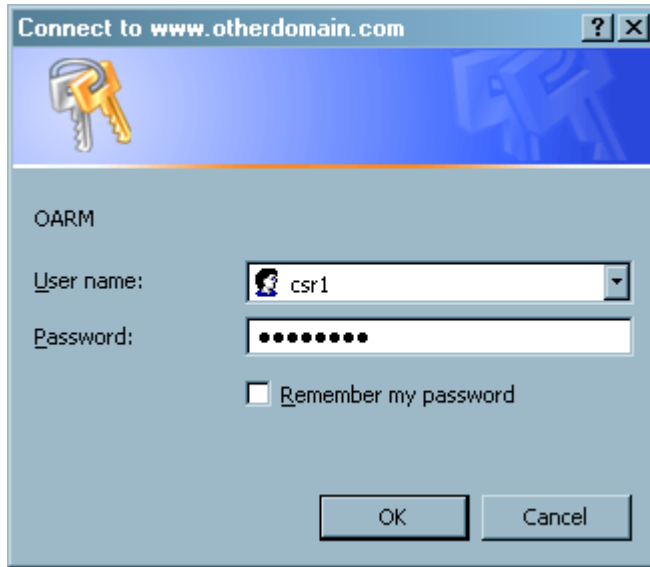 Connect to www.otherdomain.com
OARM
User name: csr1
Password: ●●●●●●●●
Remember my password
OK Cancel